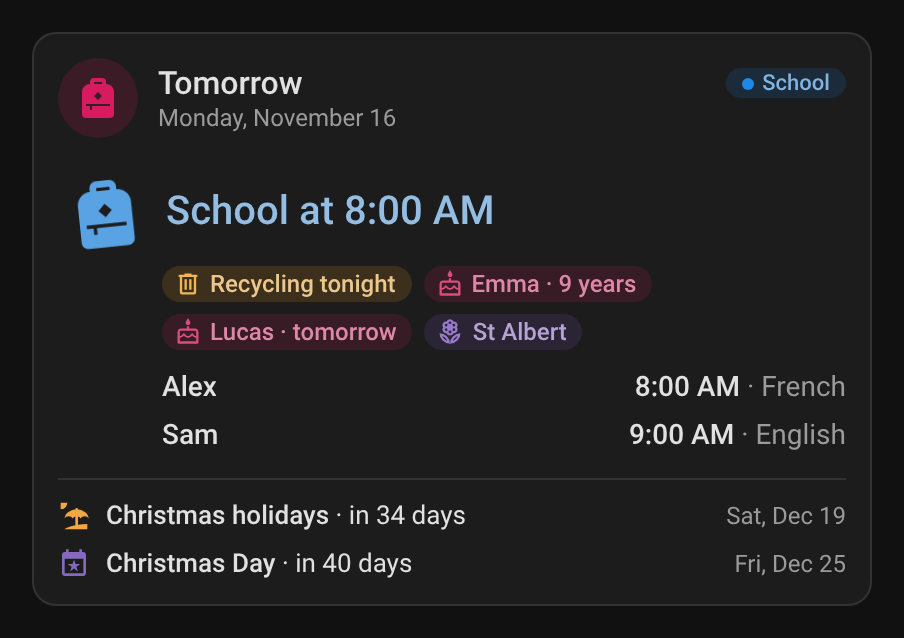 Tomorrow
School
Monday, November 16
School at 8:00 AM
Recycling tonight
Emma · 9 years
Lucas · tomorrow
St Albert
Alex 8:00 AM · French
Sam 9:00 AM · English
Christmas holidays · in 34 days Sat, Dec 19
Christmas Day · in 40 days Fri, Dec 25